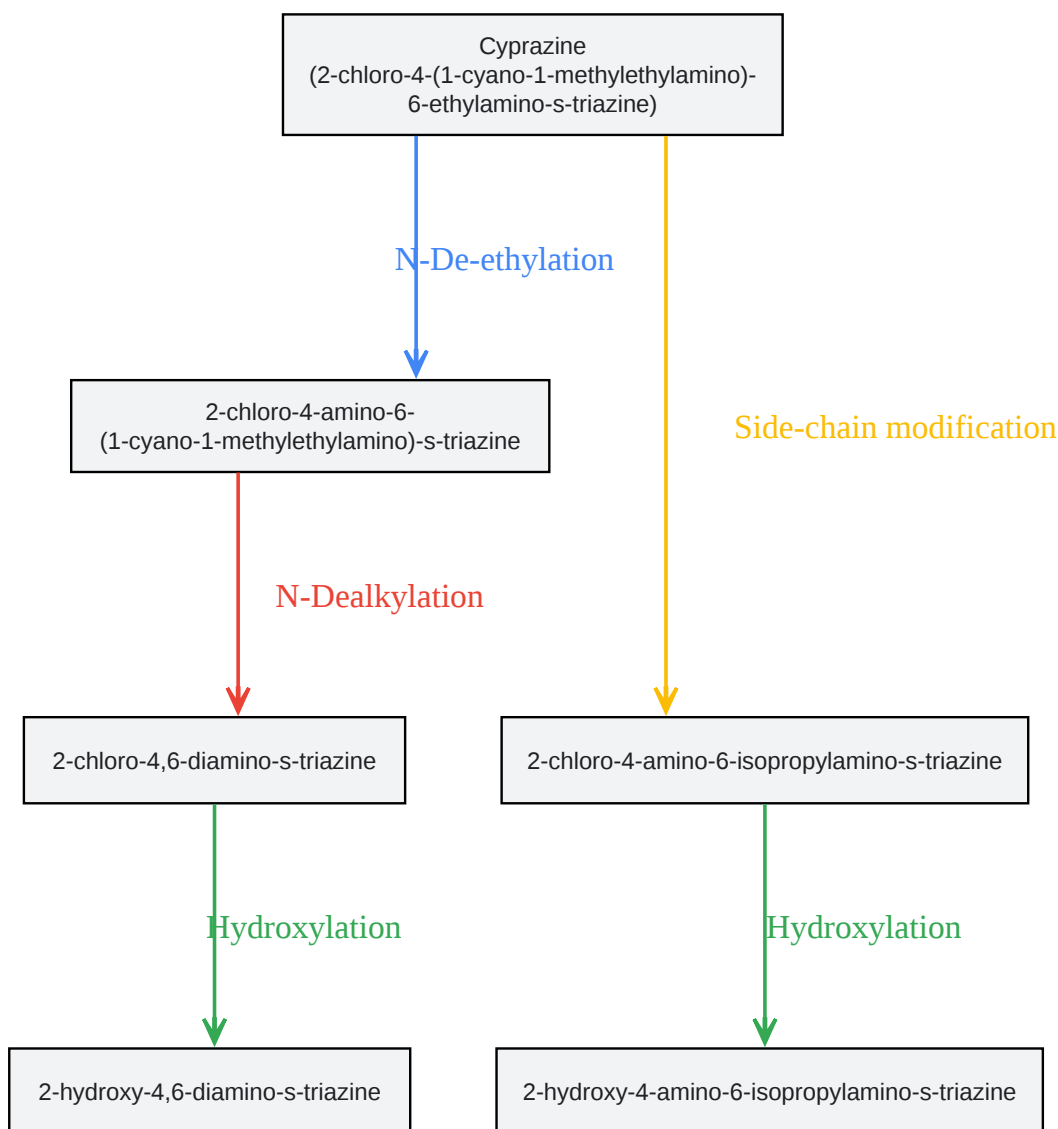 Cyprazine
(2-chloro-4-(1-cyano-1-methylethylamino)-
6-ethylamino-s-triazine)
N-De-ethylation
2-chloro-4-amino-6-
(1-cyano-1-methylethylamino)-s-triazine
Side-chain modification
N-Dealkylation
2-chloro-4,6-diamino-s-triazine
2-chloro-4-amino-6-isopropylamino-s-triazine
Hydroxylation
Hydroxylation
2-hydroxy-4,6-diamino-s-triazine
2-hydroxy-4-amino-6-isopropylamino-s-triazine